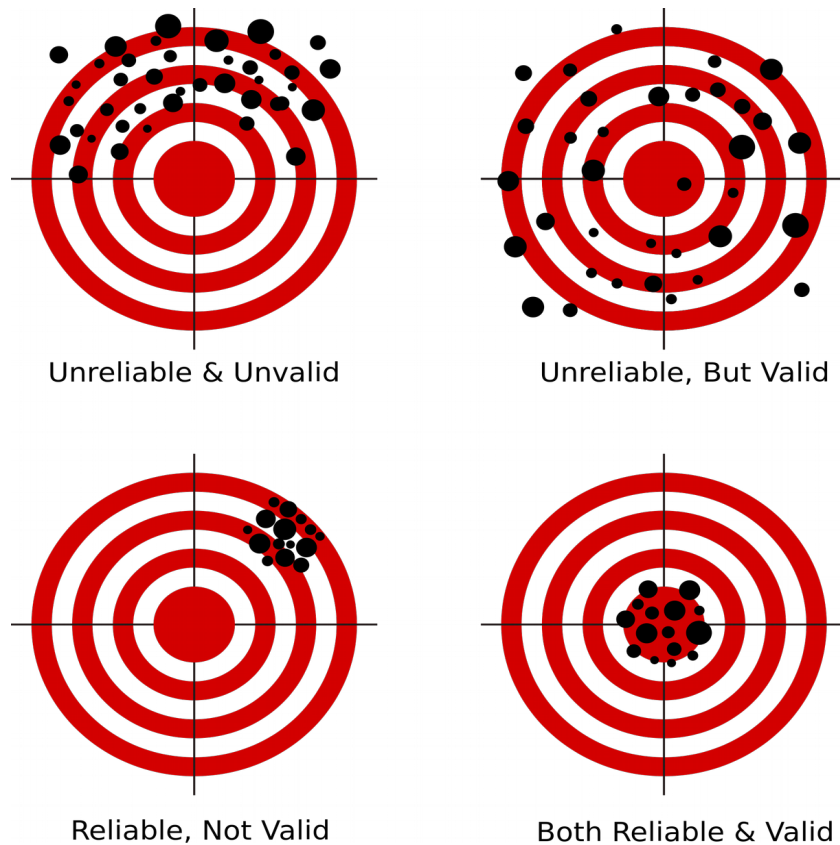 Unreliable & Unvalid
Unreliable, But Valid
Reliable, Not Valid
Both Reliable & Valid